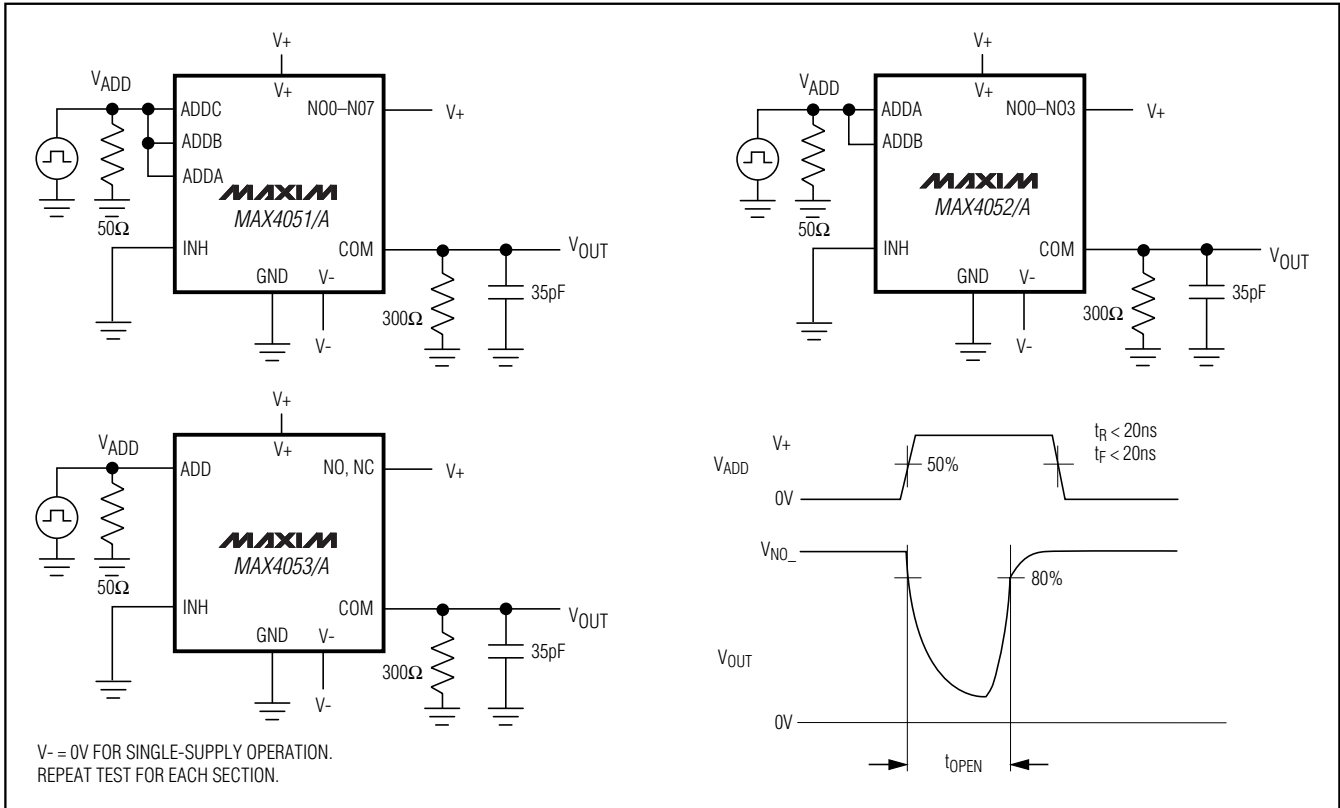 V+
VADD
V+
ADDC
NO0–N07
V+
ADDB
ADDA
MAXIM
MAX4051/A
50Ω
INH
COM
VOUT
GND
V-
35pF
300Ω
V-
V+
VADD
V+
ADDA
NO0–NO3
V+
ADDB
MAXIM
MAX4052/A
50Ω
INH
COM
VOUT
GND
V-
35pF
300Ω
V-
V+
VADD
V+
ADD
NO, NC
V+
MAXIM
MAX4053/A
50Ω
INH
COM
VOUT
GND
V-
35pF
300Ω
V-
V+
tR < 20ns
tF < 20ns
VADD
50%
0V
VNO_
80%
VOUT
0V
tOPEN
V- = 0V FOR SINGLE-SUPPLY OPERATION.
REPEAT TEST FOR EACH SECTION.